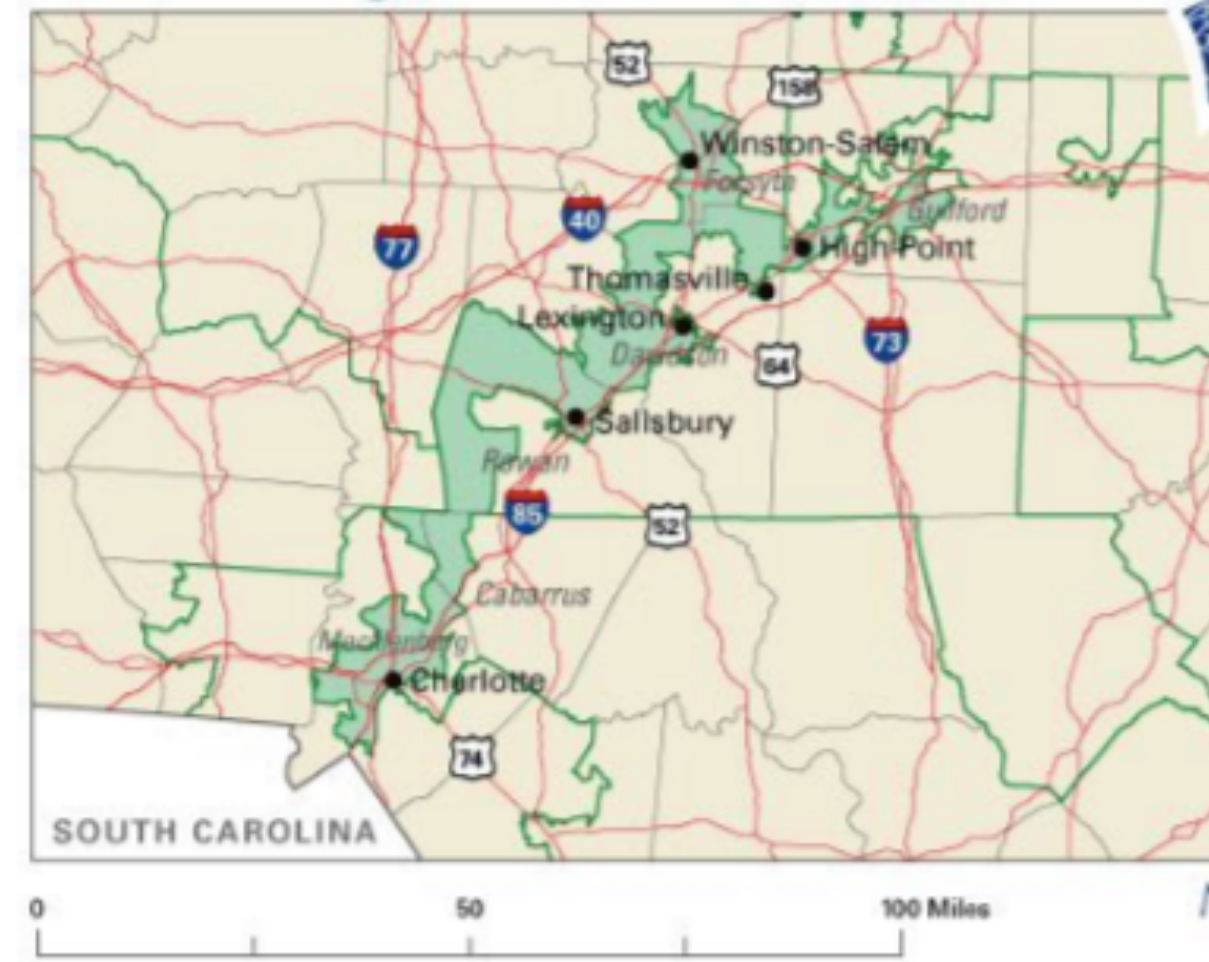 52
158
Winston-Salem
Forsyth
40
Guilford
77
High Point
Thomasville
Lexington
73
Davidson
64
Salisbury
Rowan
85
52
Cabarrus
Mecklenburg
Charlotte
74
SOUTH CAROLINA
0 50 100 Miles